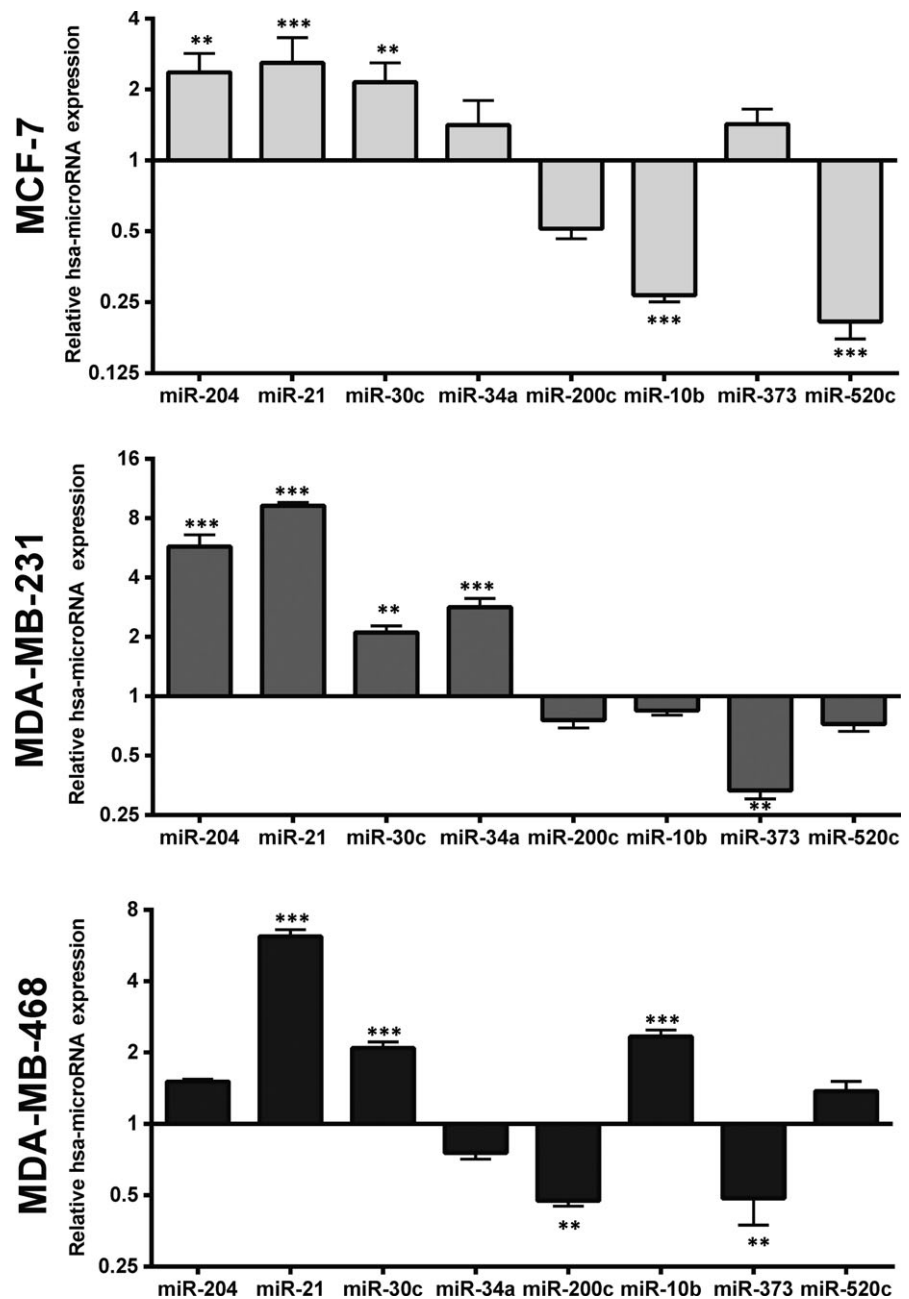 MCF-7
Relative hsa-microRNA expression
4
2
1
0.5
0.25
0.125
** *** ** *** ***
miR-204 miR-21 miR-30c miR-34a miR-200c miR-10b miR-373 miR-520c
MDA-MB-231
Relative hsa-microRNA expression
16
8
4
2
1
0.5
0.25
*** *** ** *** **
miR-204 miR-21 miR-30c miR-34a miR-200c miR-10b miR-373 miR-520c
MDA-MB-468
Relative hsa-microRNA expression
8
4
2
1
0.5
0.25
*** *** ** *** **
miR-204 miR-21 miR-30c miR-34a miR-200c miR-10b miR-373 miR-520c